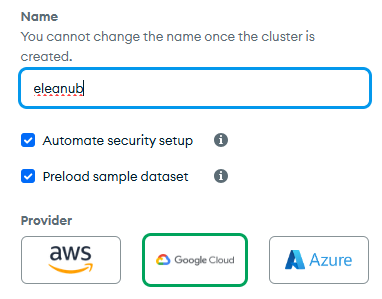 Name
You cannot change the name once the cluster is
created.
eleanub
Automate security setup
Preload sample dataset
Provider
aws
Google Cloud
Azure